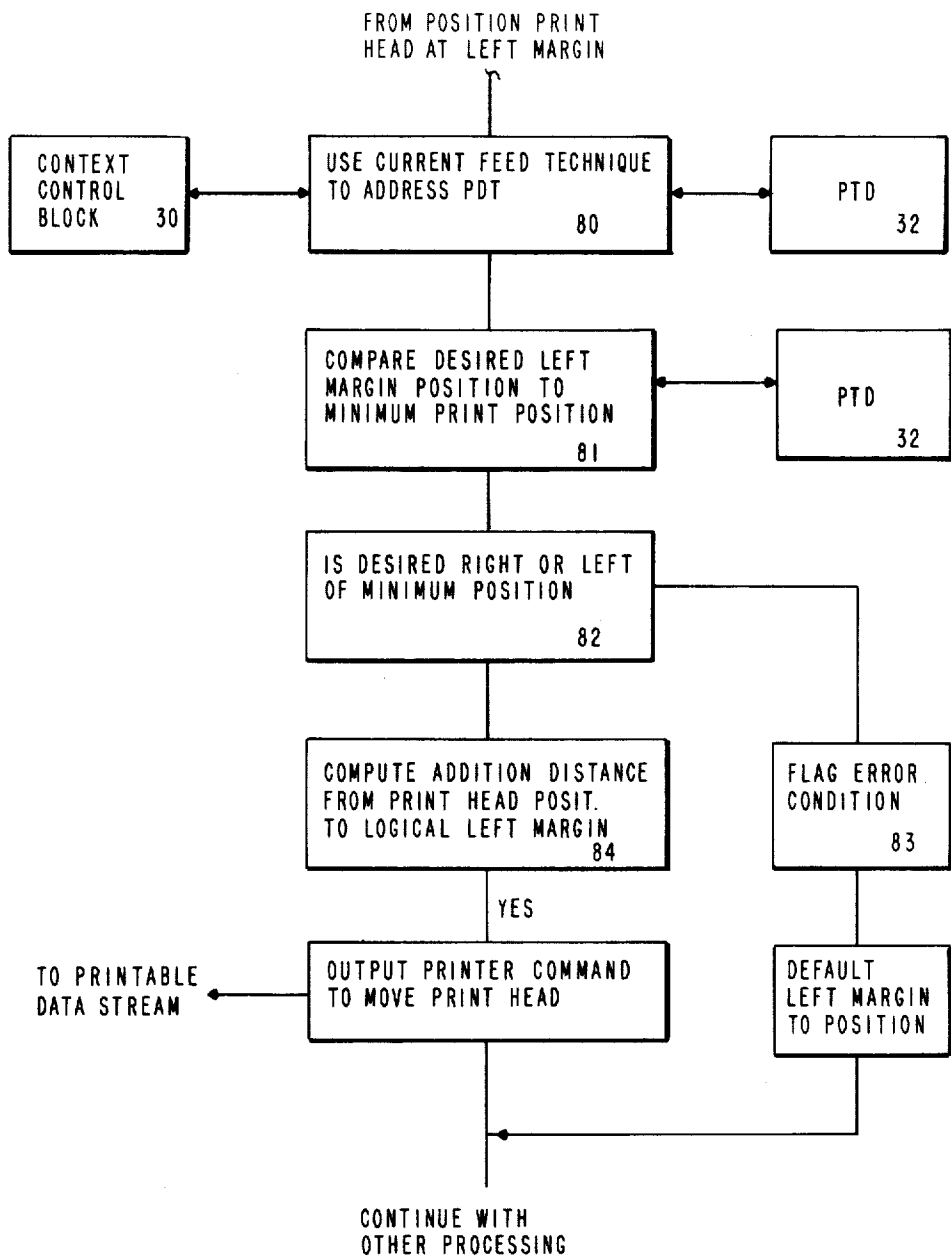 FROM POSITION PRINT
HEAD AT LEFT MARGIN
CONTEXT
CONTROL
BLOCK 30
USE CURRENT FEED TECHNIQUE
TO ADDRESS PDT
80
PTD
32
COMPARE DESIRED LEFT
MARGIN POSITION TO
MINIMUM PRINT POSITION
81
PTD
32
IS DESIRED RIGHT OR LEFT
OF MINIMUM POSITION
82
COMPUTE ADDITION DISTANCE
FROM PRINT HEAD POSIT.
TO LOGICAL LEFT MARGIN
84
FLAG ERROR
CONDITION
83
YES
TO PRINTABLE
DATA STREAM
OUTPUT PRINTER COMMAND
TO MOVE PRINT HEAD
DEFAULT
LEFT MARGIN
TO POSITION
CONTINUE WITH
OTHER PROCESSING